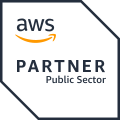 aws
PARTNER
Public Sector